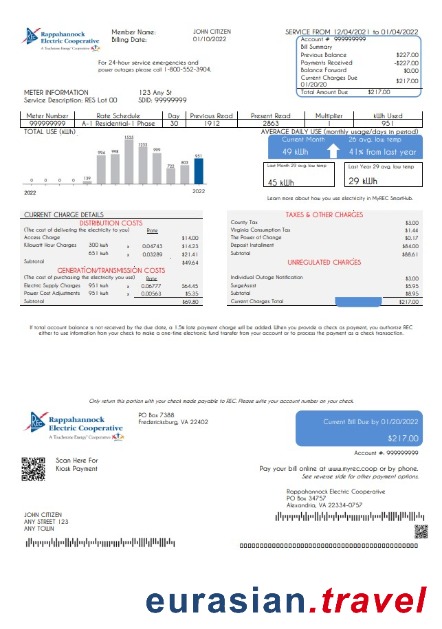 Rappahannock
Electric Cooperative
A Touchstone Energy® Cooperative
Member Name: JOHN CITIZEN
Billing Date: 01/10/2022
For 24-hour service emergencies and
power outages please call 1-800-552-3904.
SERVICE FROM 12/04/2021 to 01/04/2022
Account # 999999999
Bill Summary
Previous Balance $227.00
Payments Received -$227.00
Balance Forward $0.00
Current Charges Due $217.00
01/20/20
Total Amount Due $217.00
METER INFORMATION 123 Any St
Service Description: RES Lot 00 SDID: 99999999
Meter Number Rate Schedule Day Previous Read Present Read Multiplier kWh Used
999999999 A-1 Residential-1 Phase 30 1912 2863 1 951
TOTAL USE (kWh)
0 0 0 0 139
951
2022 2022
AVERAGE DAILY USE (monthly usage/days in period)
Current Month 26 avg. low temp
49 kWh 41% from last year
Last Month 25 avg. low temp
45 kWh
Last Year 29 avg. low temp
29 kWh
Learn more about how you use electricity in MyREC SmartHub.
CURRENT CHARGE DETAILS
DISTRIBUTION COSTS
(The cost of delivering the electricity to you) Rate
Access Charge $14.00
Kilowatt Hour Charges 300 kWh x 0.04743 $14.23
651 kWh x 0.03289 $21.41
Subtotal $49.64
GENERATION/TRANSMISSION COSTS
(The cost of purchasing the electricity you use) Rate
Electric Supply Charges 951 kWh x 0.06777 $64.45
Power Cost Adjustments 951 kWh x 0.00563 $5.35
Subtotal $69.80
TAXES & OTHER CHARGES
County Tax $3.00
Virginia Consumption Tax $1.44
The Power of Change $0.17
Deposit Installment $84.00
Subtotal $88.61
UNREGULATED CHARGES
Individual Outage Notification $3.00
SurgeAssist $5.95
Subtotal $8.95
Current Charges Total $217.00
If total account balance is not received by the due date, a 1.5% late payment charge will be added. When you provide a check as payment, you authorize REC
either to use information from your check to make a one-time electronic fund transfer from your account or to process the payment as a check transaction.
Only return this portion with your check made payable to REC. Please write your account number on your check.
Rappahannock
Electric Cooperative
A Touchstone Energy® Cooperative
PO Box 7388
Fredericksburg, VA 22402
Current Bill Due by 01/20/2022
$217.00
Account #: 999999999
Scan Here For
Kiosk Payment
Pay your bill online at www.myrec.coop or by phone.
See reverse side for other payment options.
Rappahannock Electric Cooperative
PO Box 34757
Alexandria, VA 22334-0757
JOHN CITIZEN
ANY STREET 123
ANY TOWN
eurasian.travel